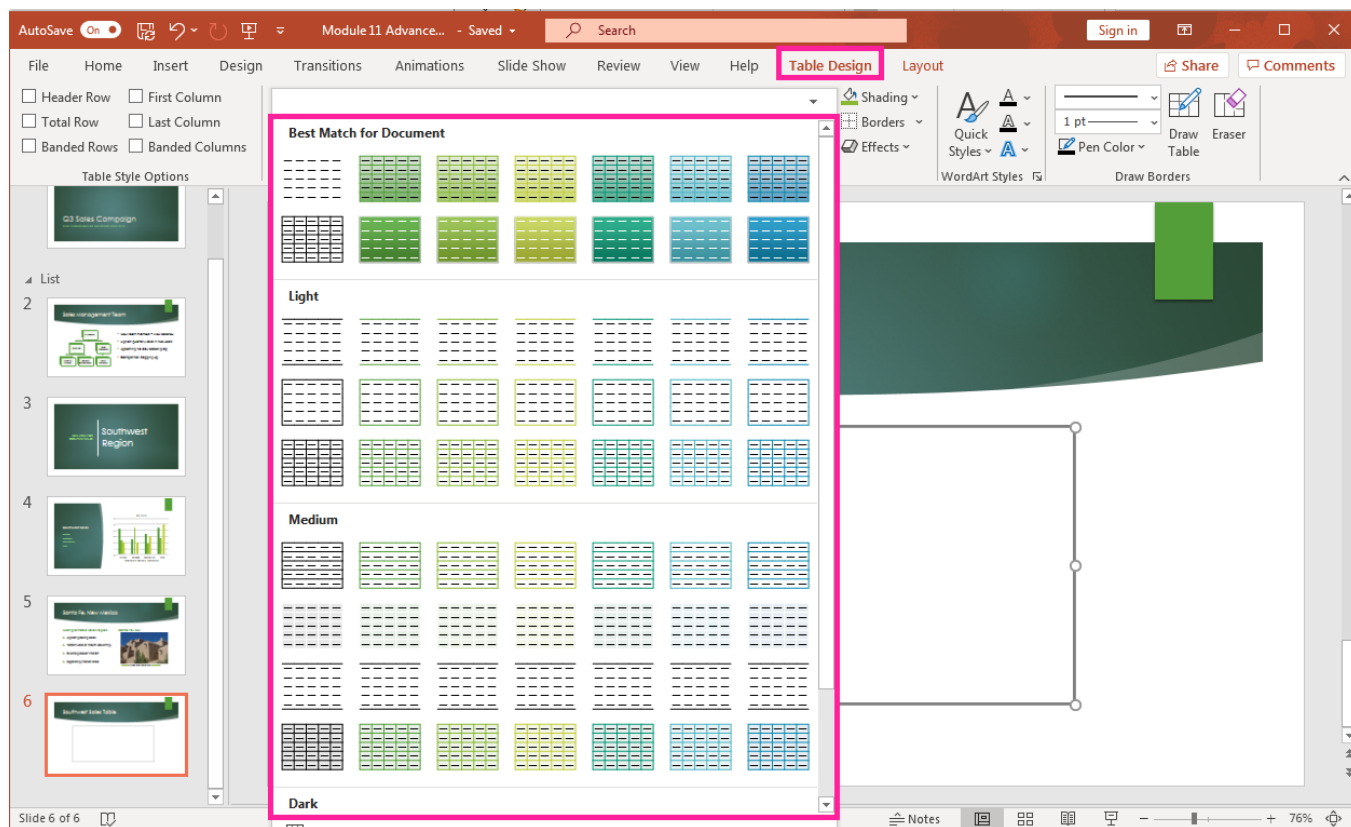 AutoSave On Module 11 Advance... - Saved Search Sign in
File Home Insert Design Transitions Animations Slide Show Review View Help Table Design Layout Share Comments
Header Row First Column
Total Row Last Column
Banded Rows Banded Columns
Table Style Options
Shading
Borders
Effects
Quick
Styles
WordArt Styles
1 pt
Pen Color
Draw
Table
Eraser
Draw Borders
Best Match for Document
Light
Medium
Dark
Q3 Sales Campaign
List
2
Sales Management Team
3
Southwest
Region
4
5
Santa Fe, New Mexico
6
Southwest Sales Table
Slide 6 of 6 Notes 76%